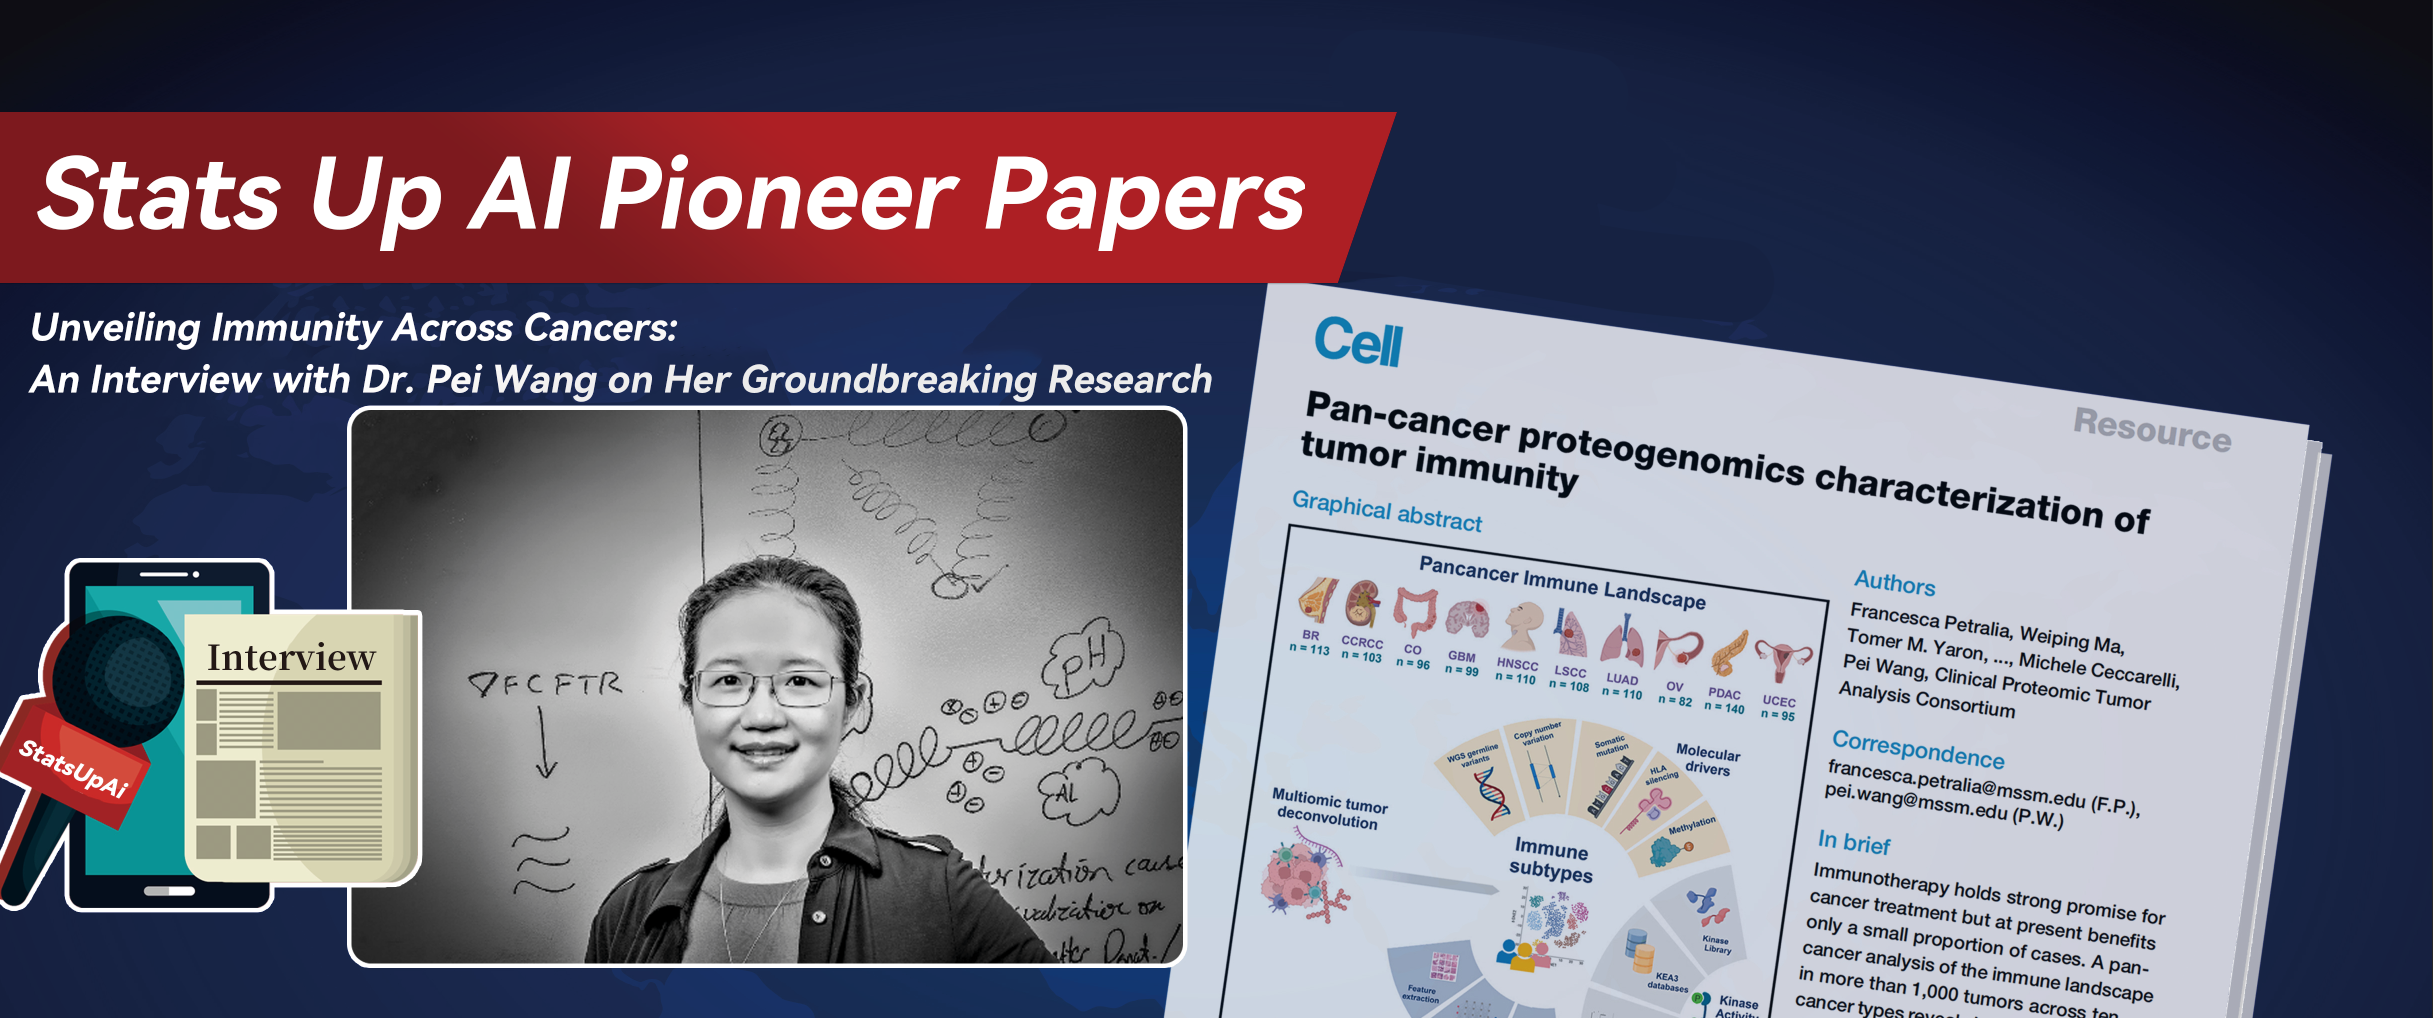 Stats Up AI Pioneer Papers
Unveiling Immunity Across Cancers:
An Interview with Dr. Pei Wang on Her Groundbreaking Research
StatsUpAi
Interview
▽FCFTR
pH
AL
Cell
Resource
Pan-cancer proteogenomics characterization of
tumor immunity
Graphical abstract
Pancancer Immune Landscape
BR
n = 113
CCRCC
n = 103
CO
n = 96
GBM
n = 99
HNSCC
n = 110
LSCC
n = 108
LUAD
n = 110
OV
n = 82
PDAC
n = 140
UCEC
n = 95
WGS germline
variants
Copy number
variation
Somatic
mutation
HLA
silencing
Methylation
Molecular
drivers
Multiomic tumor
deconvolution
Immune
subtypes
Kinase
Library
KEA3
databases
Kinase
Activity
Feature
extraction
Authors
Francesca Petralia, Weiping Ma,
Tomer M. Yaron, ..., Michele Ceccarelli,
Pei Wang, Clinical Proteomic Tumor
Analysis Consortium
Correspondence
francesca.petralia@mssm.edu (F.P.),
pei.wang@mssm.edu (P.W.)
In brief
Immunotherapy holds strong promise for
cancer treatment but at present benefits
only a small proportion of cases. A pan-
cancer analysis of the immune landscape
in more than 1,000 tumors across ten
cancer types